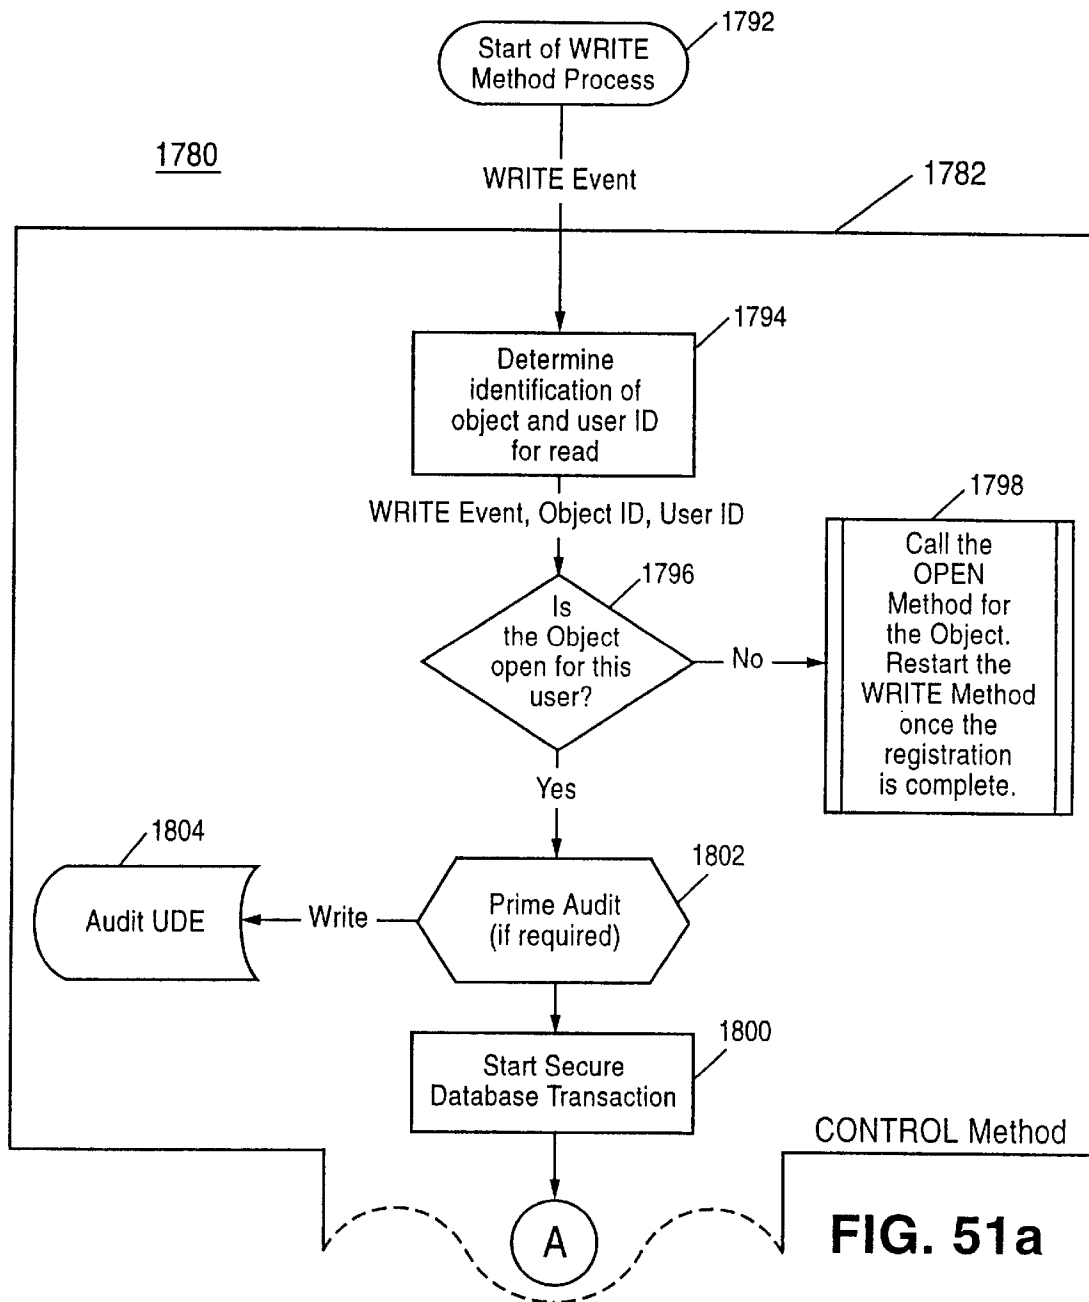 1792
Start of WRITE
Method Process
1780
WRITE Event
1782
1794
Determine
identification of
object and user ID
for read
WRITE Event, Object ID, User ID
1798
Call the
OPEN
Method for
the Object.
Restart the
WRITE Method
once the
registration
is complete.
1796
Is
the Object
open for this
user?
No
Yes
1804
Audit UDE
Write
1802
Prime Audit
(if required)
1800
Start Secure
Database Transaction
CONTROL Method
A
FIG. 51a